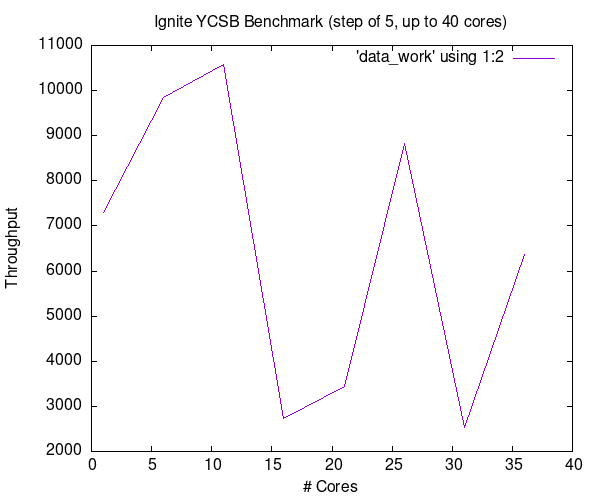 Ignite YCSB Benchmark (step of 5, up to 40 cores)
'data_work' using 1:2
11000
10000
9000
8000
7000
6000
5000
4000
3000
2000
Throughput
0 5 10 15 20 25 30 35 40
# Cores